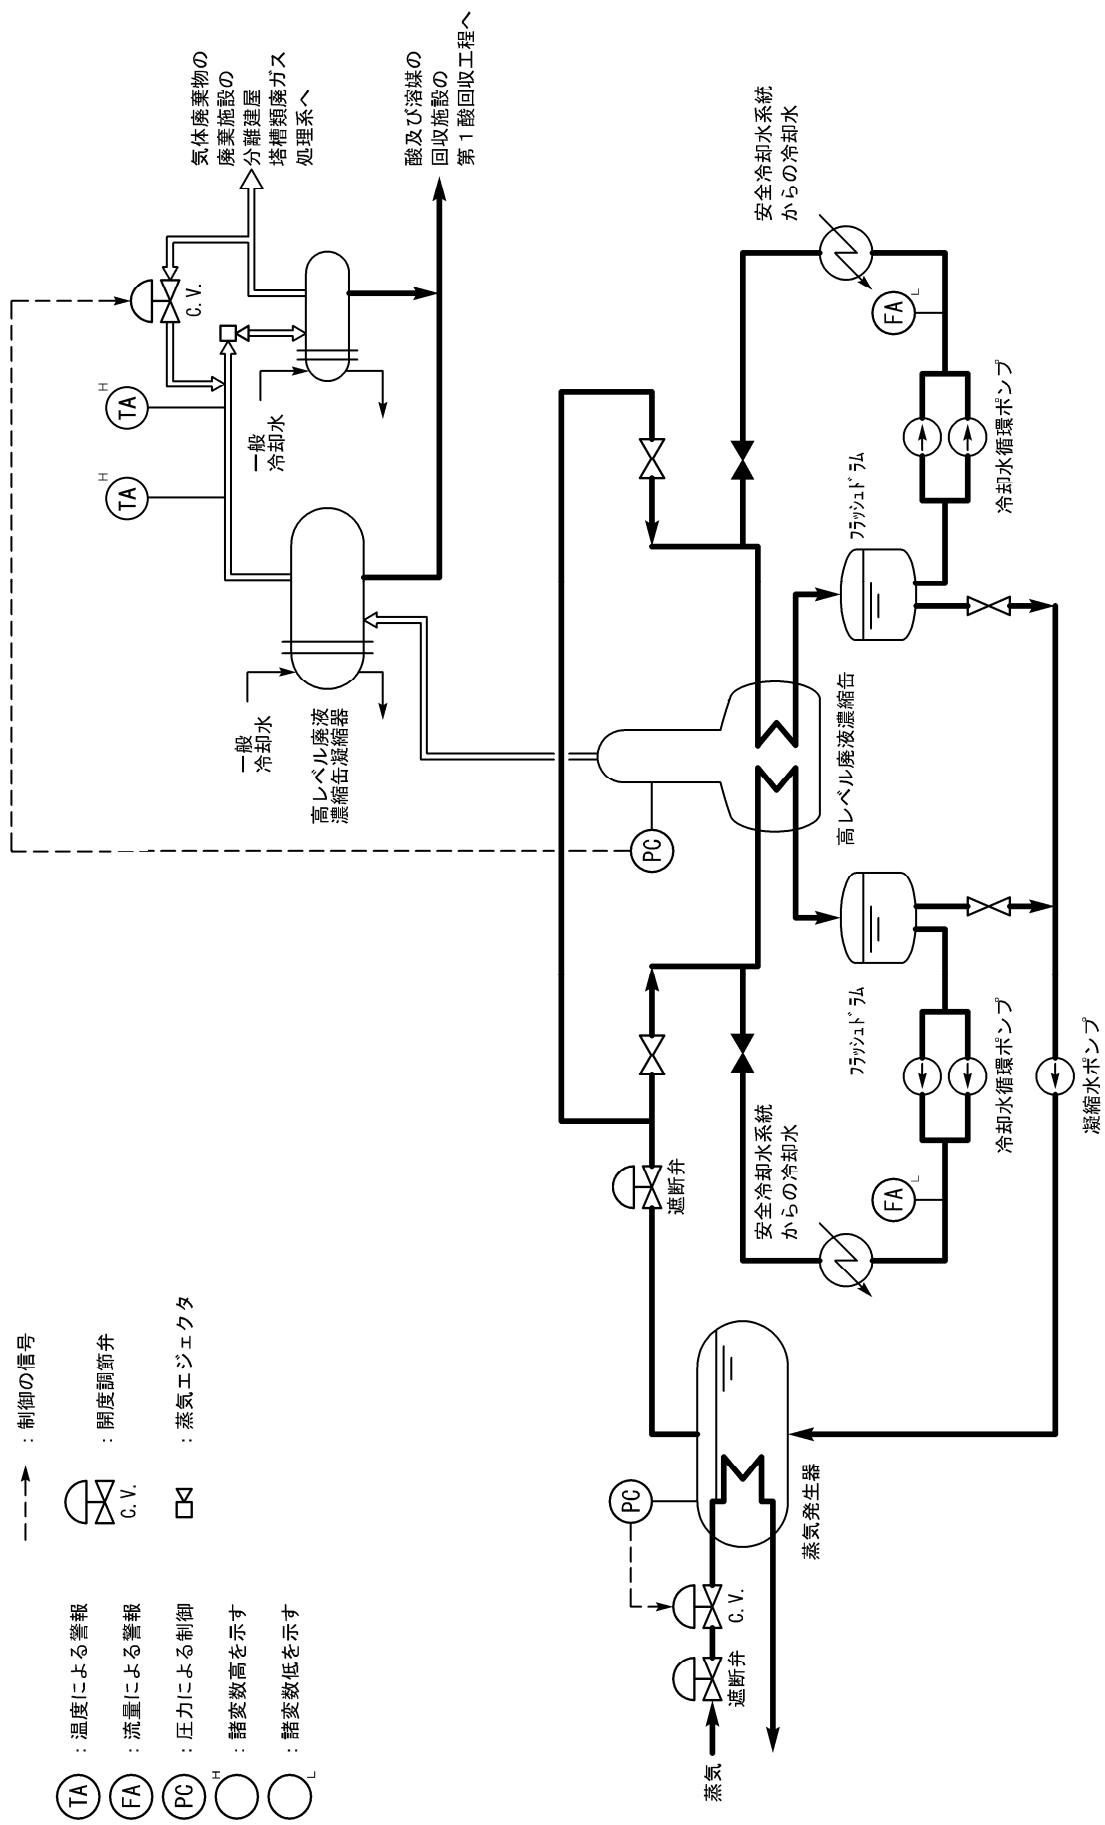 気体廃棄物の
廃棄施設の
分離建屋
塔槽類廃ガス
処理系へ
酸及び溶媒の
回収施設の
第1酸回収工程へ
C. V.
TA
H
TA
H
一般
冷却水
一般
冷却水
高レベル廃液
濃縮缶凝縮器
安全冷却水系統
からの冷却水
FA
L
冷却水循環ポンプ
フラッシュドラム
高レベル廃液濃縮缶
PC
フラッシュドラム
冷却水循環ポンプ
凝縮水ポンプ
安全冷却水系統
からの冷却水
FA
L
遮断弁
蒸気発生器
PC
C. V.
遮断弁
蒸気
：制御の信号
C. V.
：開度調節弁
：蒸気エジェクタ
TA
：温度による警報
FA
：流量による警報
PC
：圧力による制御
H
：諸変数高を示す
L
：諸変数低を示す